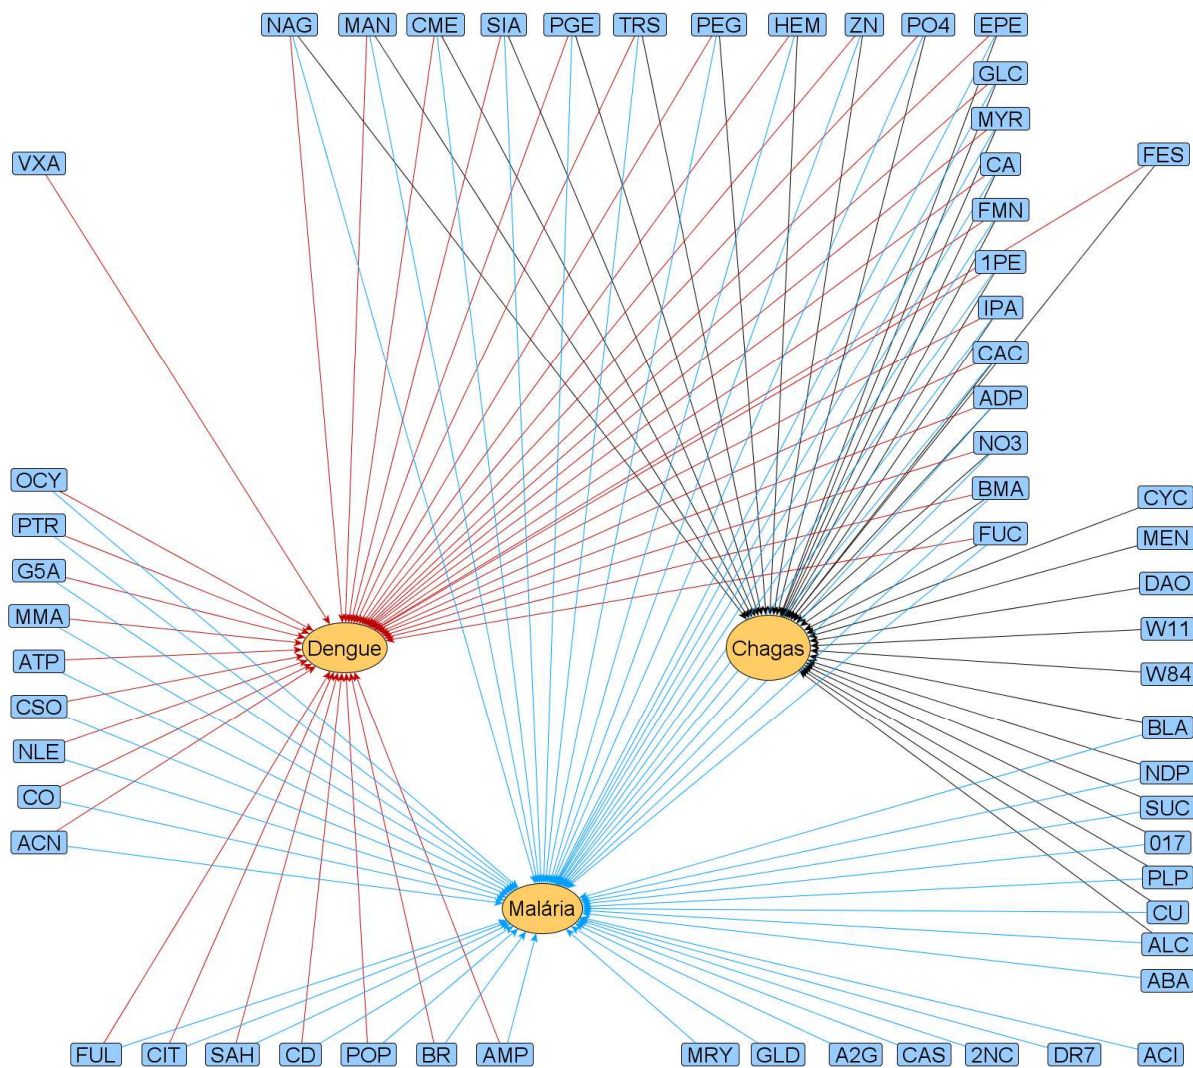 NAG MAN CME SIA PGE TRS PEG HEM ZN PO4 EPE
GLC
MYR
VXA CA FES
FMN
1PE
IPA
CAC
ADP
NO3
OCY BMA CYC
PTR FUC MEN
G5A DAO
MMA W11
Dengue Chagas
ATP W84
CSO BLA
NLE NDP
CO SUC
ACN 017
PLP
Malária CU
ALC
ABA
FUL CIT SAH CD POP BR AMP MRY GLD A2G CAS 2NC DR7 ACI